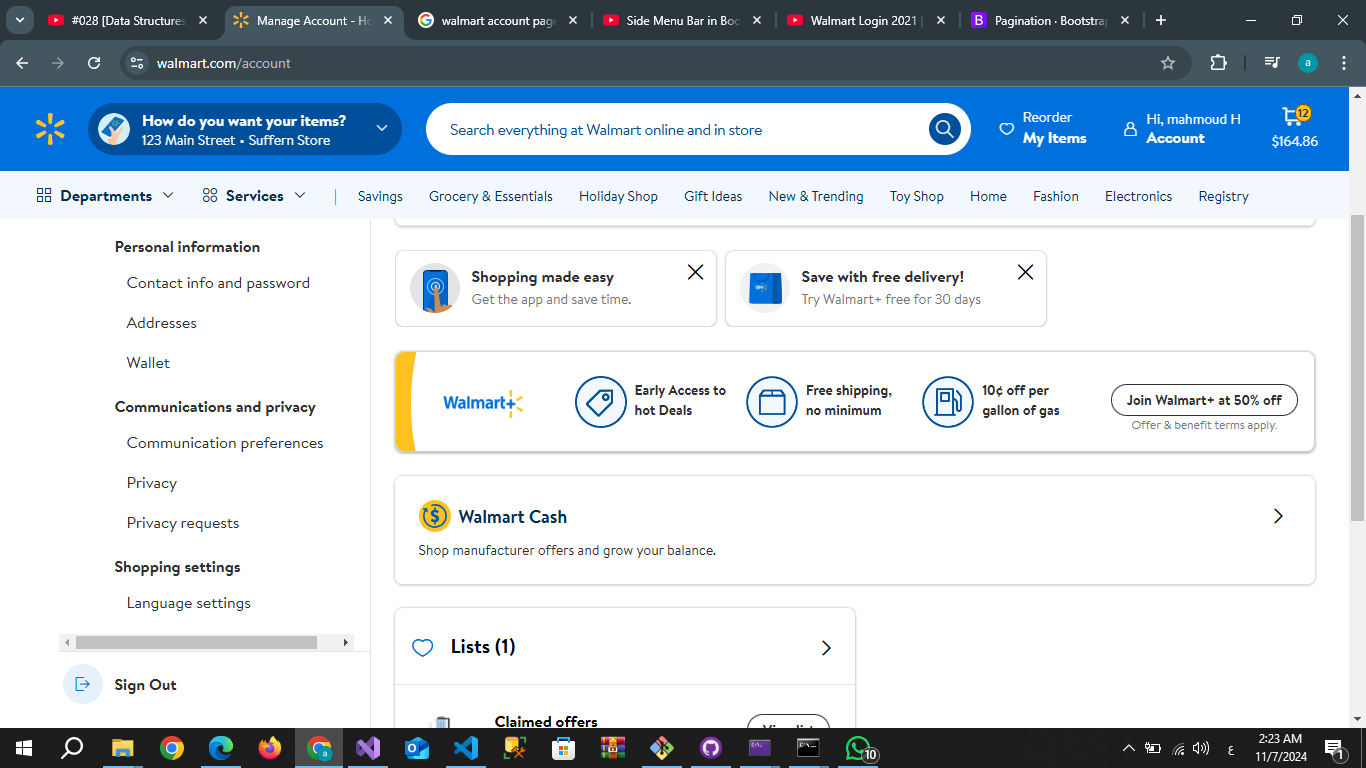 #028 [Data Structures
Manage Account - Ho
walmart account page
Side Menu Bar in Boo
Walmart Login 2021 |
Pagination · Bootstrap
walmart.com/account
a
How do you want your items?
123 Main Street • Suffern Store
Search everything at Walmart online and in store
Reorder
My Items
Hi, mahmoud H
Account
12
$164.86
Departments
Services
Savings
Grocery & Essentials
Holiday Shop
Gift Ideas
New & Trending
Toy Shop
Home
Fashion
Electronics
Registry
Personal information
Contact info and password
Addresses
Wallet
Communications and privacy
Communication preferences
Privacy
Privacy requests
Shopping settings
Language settings
Sign Out
Shopping made easy
Get the app and save time.
Save with free delivery!
Try Walmart+ free for 30 days
Walmart+
Early Access to
hot Deals
Free shipping,
no minimum
10¢ off per
gallon of gas
Join Walmart+ at 50% off
Offer & benefit terms apply.
Walmart Cash
Shop manufacturer offers and grow your balance.
Lists (1)
Claimed offers
View list
10
ع
2:23 AM
11/7/2024
1